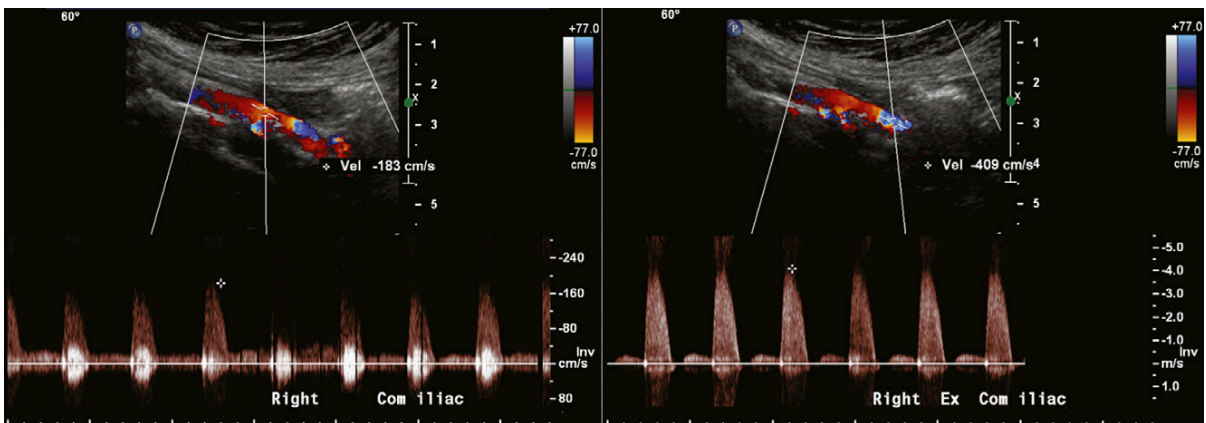 60°
P
+77.0
1
2
x
3
-77.0
cm/s
Vel -183 cm/s
5
-240
-160
-80
Inv
cm/s
80
Right Com iliac
60°
P
+77.0
1
2
x
3
-77.0
cm/s
Vel -409 cm/s4
5
-5.0
-4.0
-3.0
-2.0
-1.0
Inv
m/s
1.0
Right Ex Com iliac